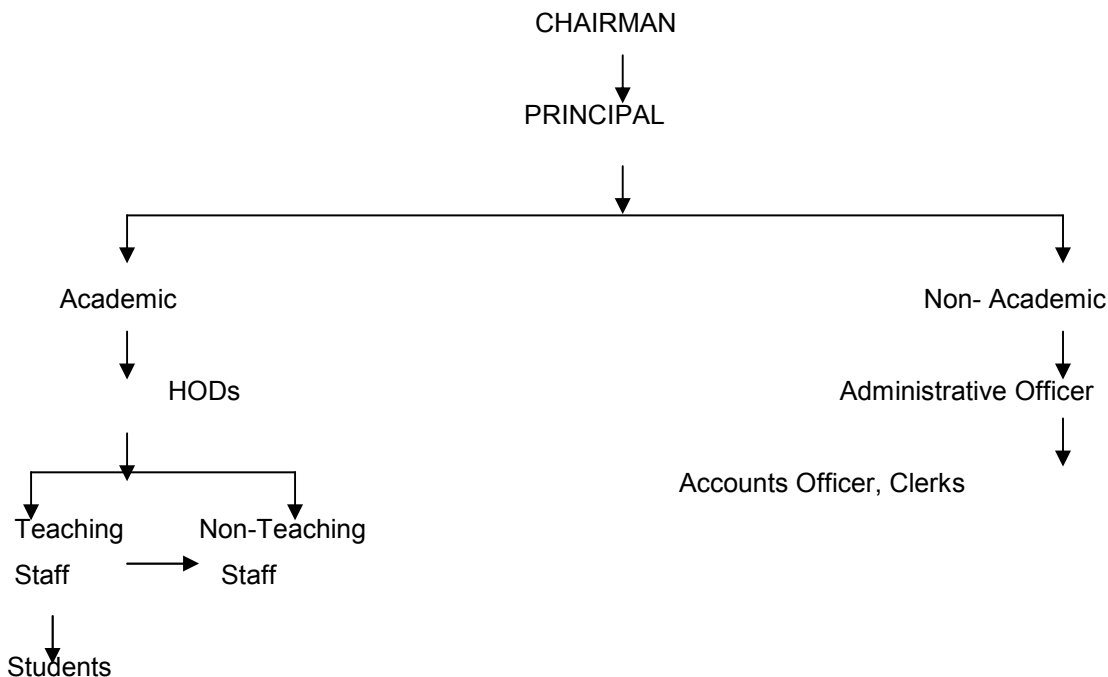 CHAIRMAN
PRINCIPAL
Academic
Non- Academic
HODs
Administrative Officer
Accounts Officer, Clerks
Teaching
Staff
Non-Teaching
Staff
Students